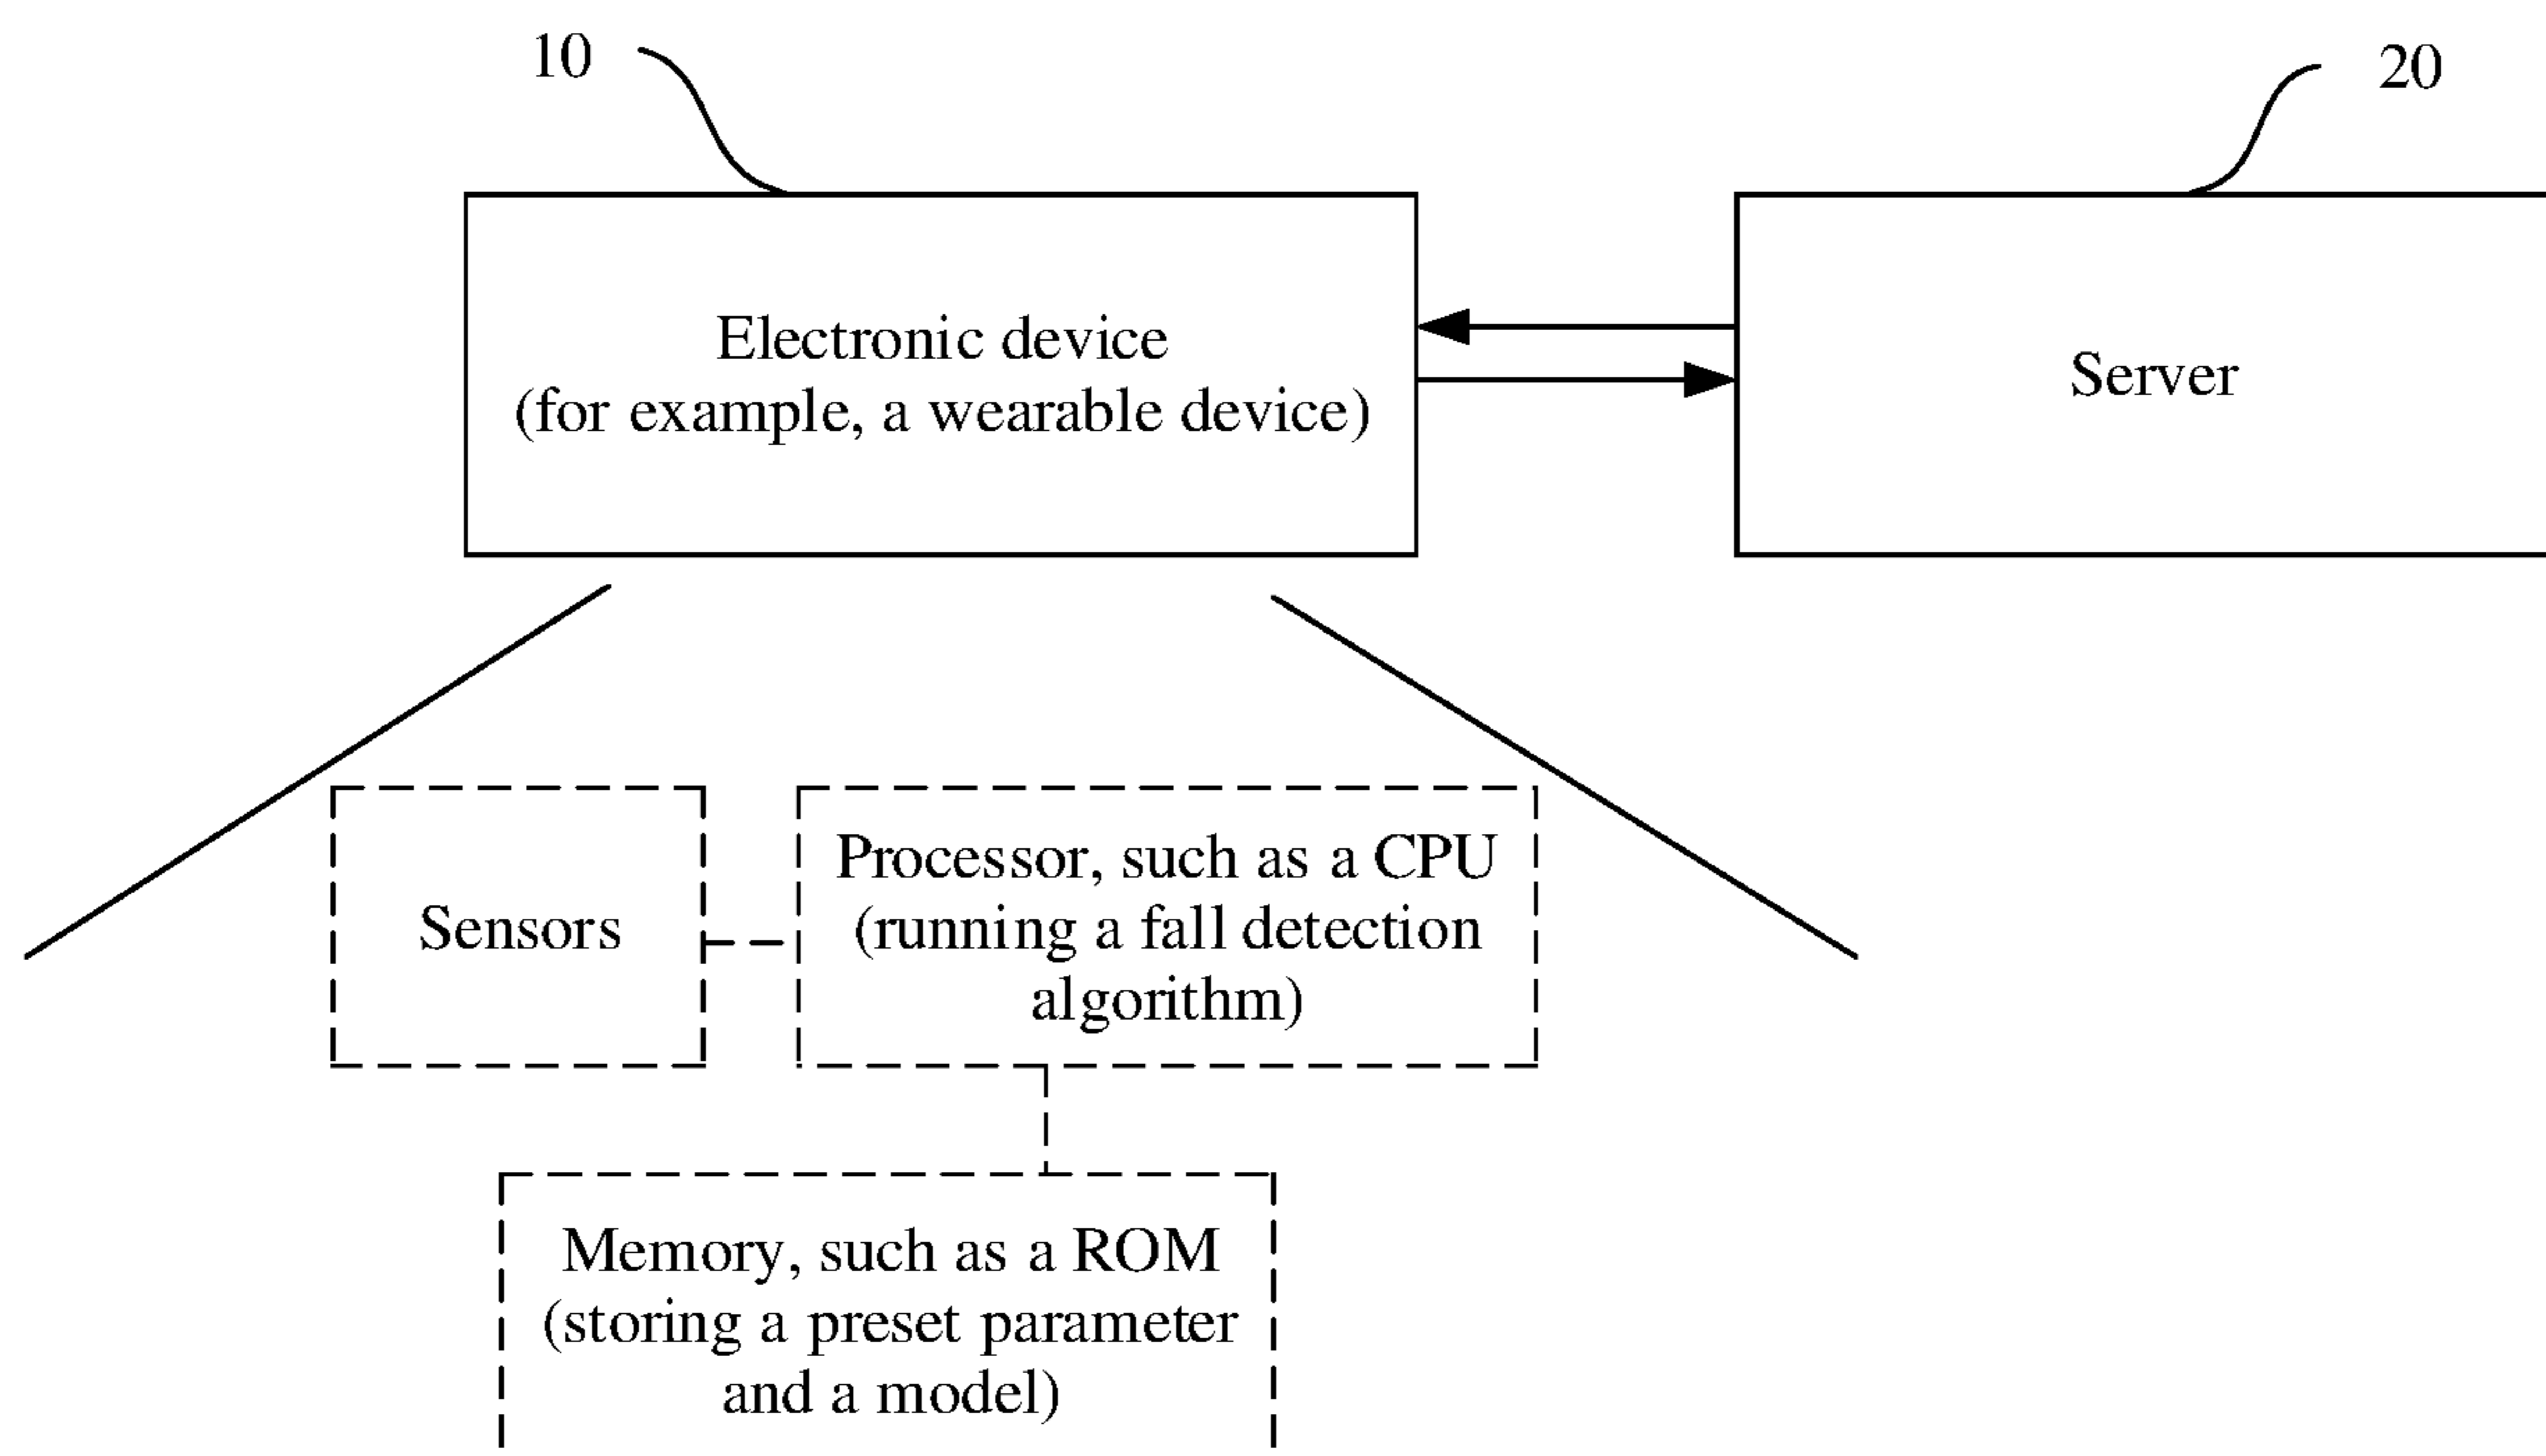 10
20
Electronic device
(for example, a wearable device)
Server
Sensors
Processor, such as a CPU
(running a fall detection
algorithm)
Memory, such as a ROM
(storing a preset parameter
and a model)